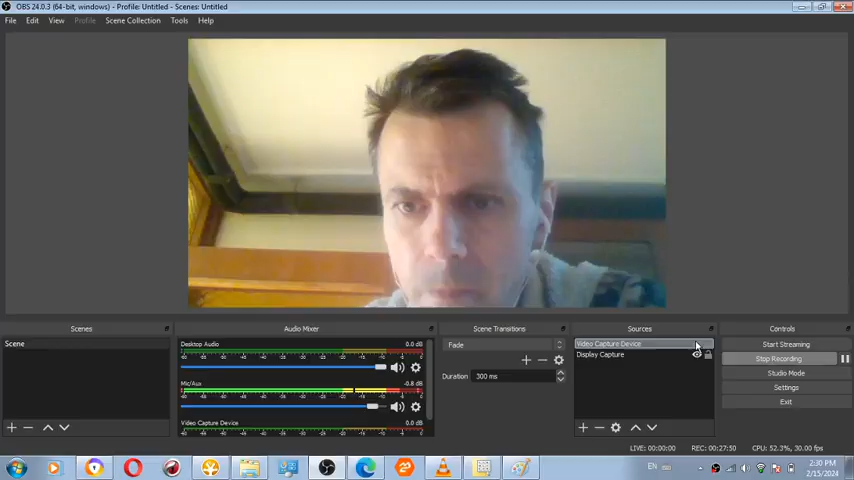 OBS 24.0.3 (64-bit, windows) - Profile: Untitled - Scenes: Untitled
File Edit View Profile Scene Collection Tools Help
Scenes
Audio Mixer
Scene Transitions
Sources
Controls
Scene
Desktop Audio 0.0 dB
Mic/Aux -0.8 dB
Video Capture Device 0.0 dB
Fade
Duration 300 ms
Video Capture Device
Display Capture
Start Streaming
Stop Recording
Studio Mode
Settings
Exit
LIVE: 00:00:00 REC: 00:27:50 CPU: 52.3%, 30.00 fps
EN
2:30 PM
2/15/2024